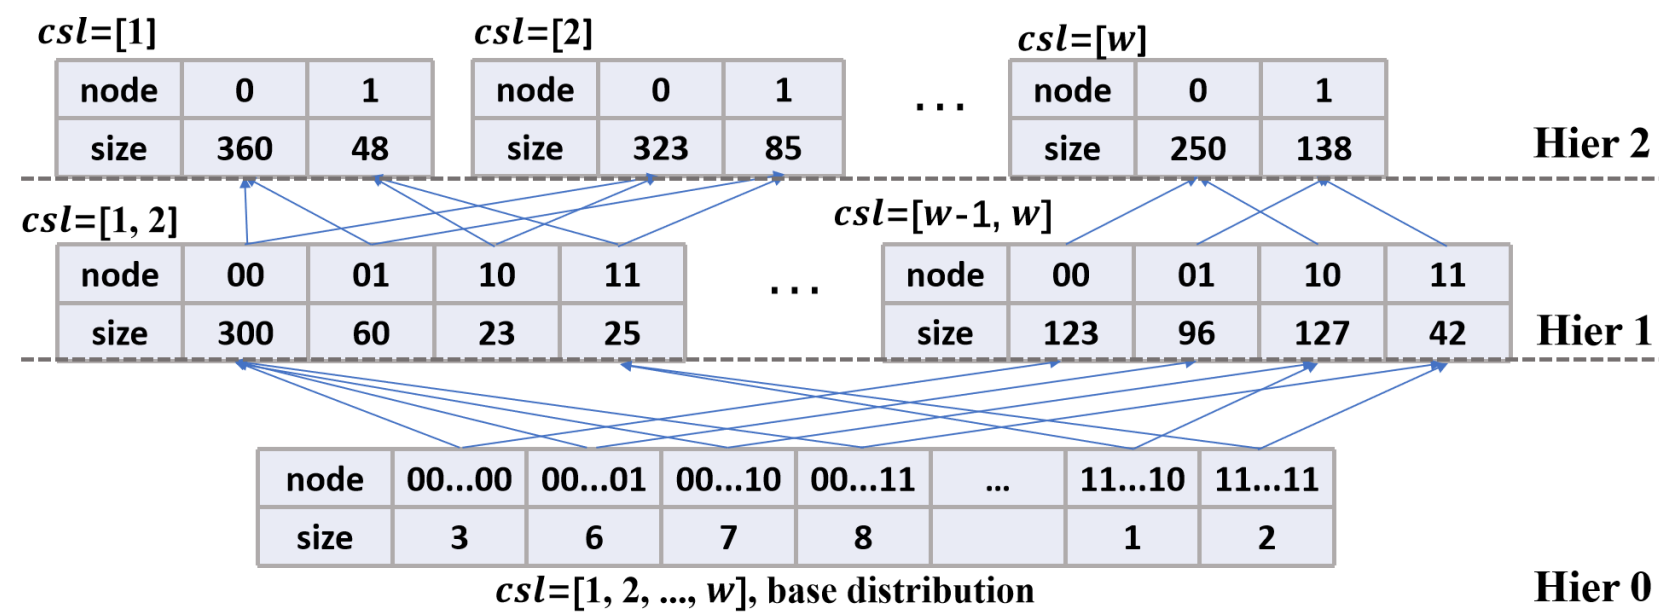 csl=[1] csl=[2] csl=[w]
node 0 1 node 0 1 ... node 0 1
size 360 48 size 323 85 size 250 138 Hier 2
csl=[1, 2] csl=[w-1, w]
node 00 01 10 11 ... node 00 01 10 11
size 300 60 23 25 size 123 96 127 42 Hier 1
node 00...00 00...01 00...10 00...11 ... 11...10 11...11
size 3 6 7 8 1 2
csl=[1, 2, ..., w], base distribution Hier 0